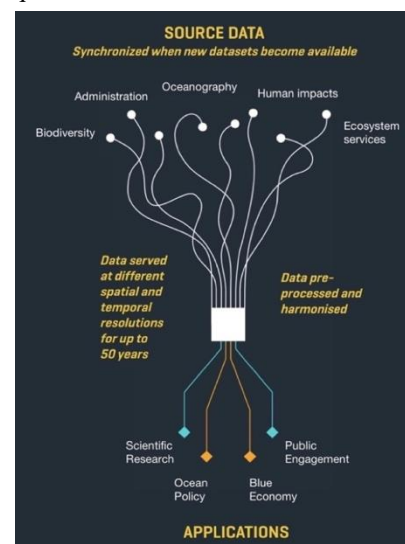 SOURCE DATA
Synchronized when new datasets become available
Oceanography
Administration
Human impacts
Biodiversity
Ecosystem
services
Data served
at different
spatial and
temporal
resolutions
for up to
50 years
Data pre-
processed and
harmonised
Scientific
Research
Public
Engagement
Ocean
Policy
Blue
Economy
APPLICATIONS